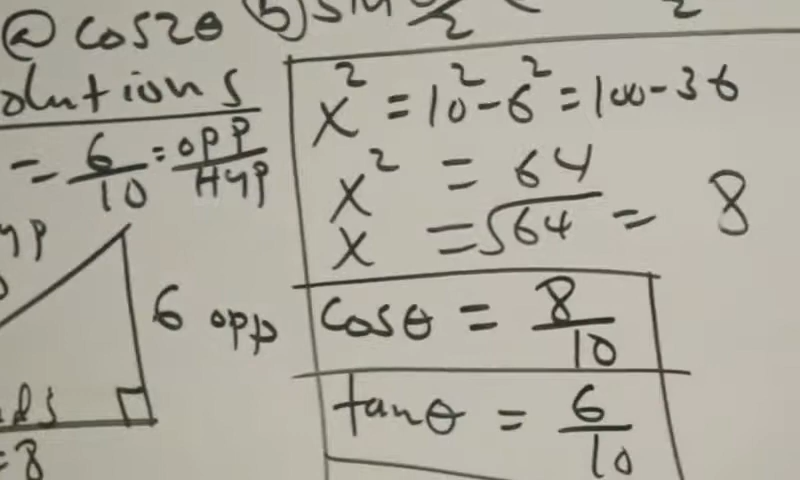 @ cos2θ
x² = 10² - 6² = 100 - 36
= 6/10 = opp/Hyp
x² = 64
x = √64 = 8
6 opp
cosθ = 8/10
tanθ = 6/10
= 8